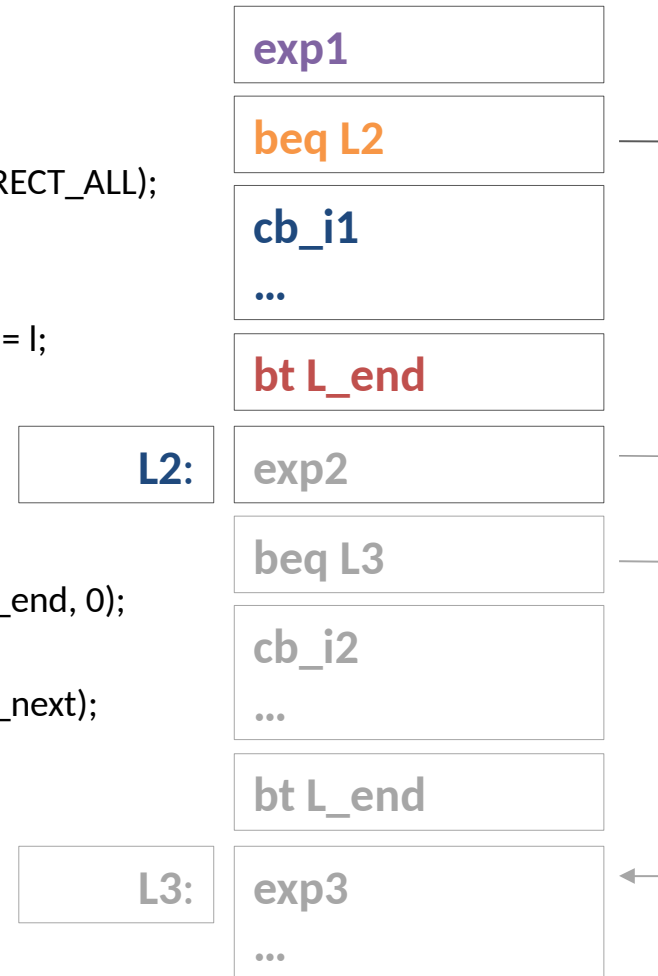 exp1
beq L2
RECT_ALL);
cb_i1
…
= l;
bt L_end
L2: exp2
beq L3
_end, 0);
cb_i2
_next);
…
bt L_end
L3: exp3
…